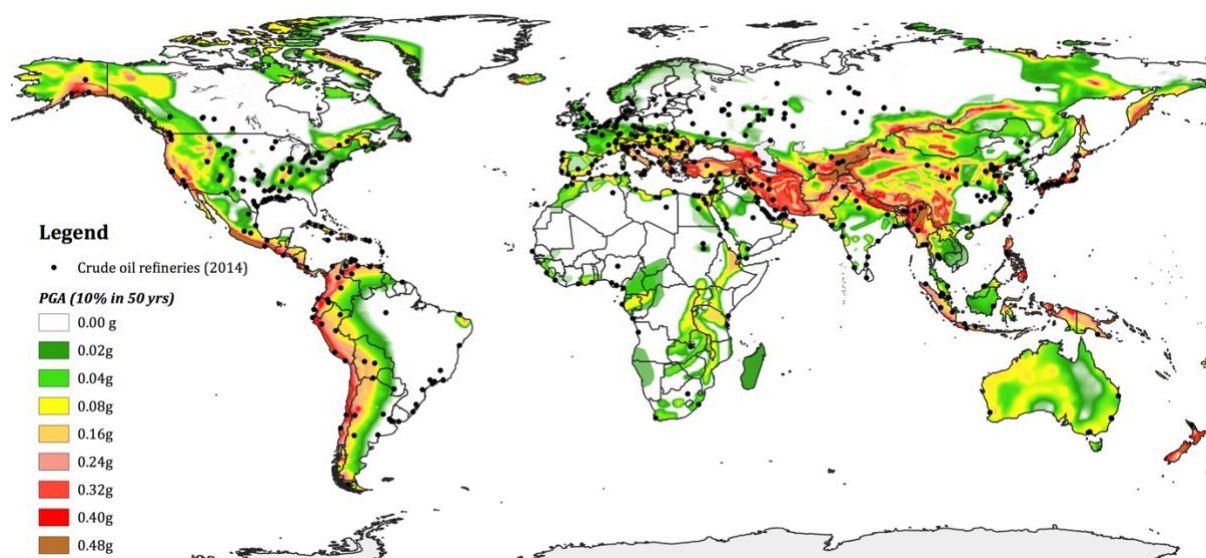 Legend
Crude oil refineries (2014)
PGA (10% in 50 yrs)
0.00 g
0.02g
0.04g
0.08g
0.16g
0.24g
0.32g
0.40g
0.48g